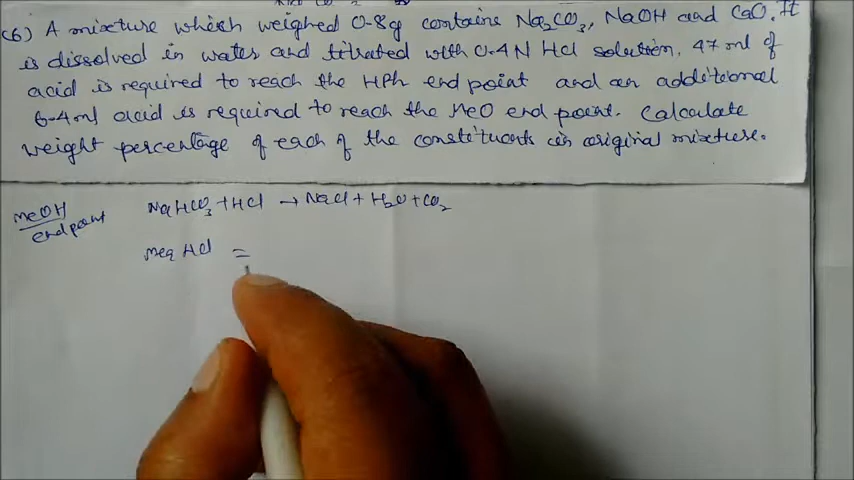 (6) A mixture which weighed 0.8g contains Na2CO3, NaOH and CaO. It
is dissolved in water and titrated with 0.4 N HCl solution. 47 ml of
acid is required to reach the HPh end point and an additional
6.4 ml acid is required to reach the MeO end point. Calculate
weight percentage of each of the constituents in original mixture.
MeOH
end point
NaHCO3 + HCl → NaCl + H2O + CO2
Meq HCl =